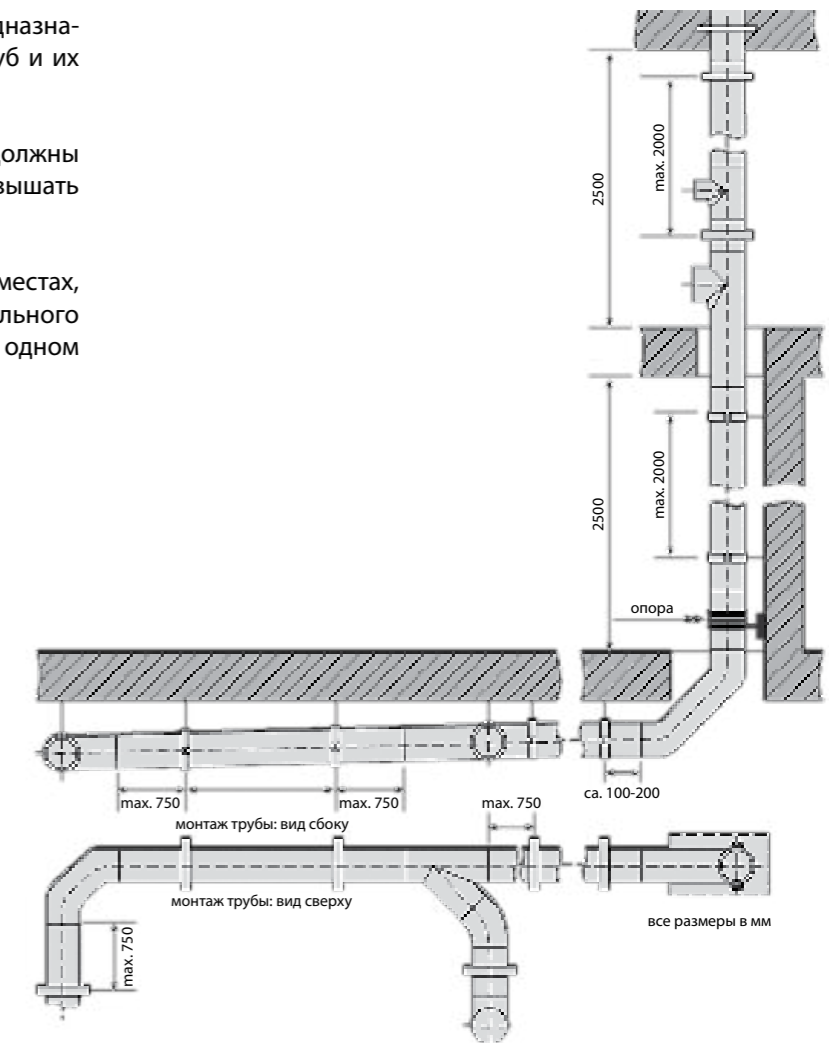 дназна-
уб и их
олжны
вышать
местах,
льного
одном
2500
max. 2000
2500
max. 2000
опора
max. 750
max. 750
max. 750
ca. 100-200
монтаж трубы: вид сбоку
монтаж трубы: вид сверху
все размеры в мм
max. 750